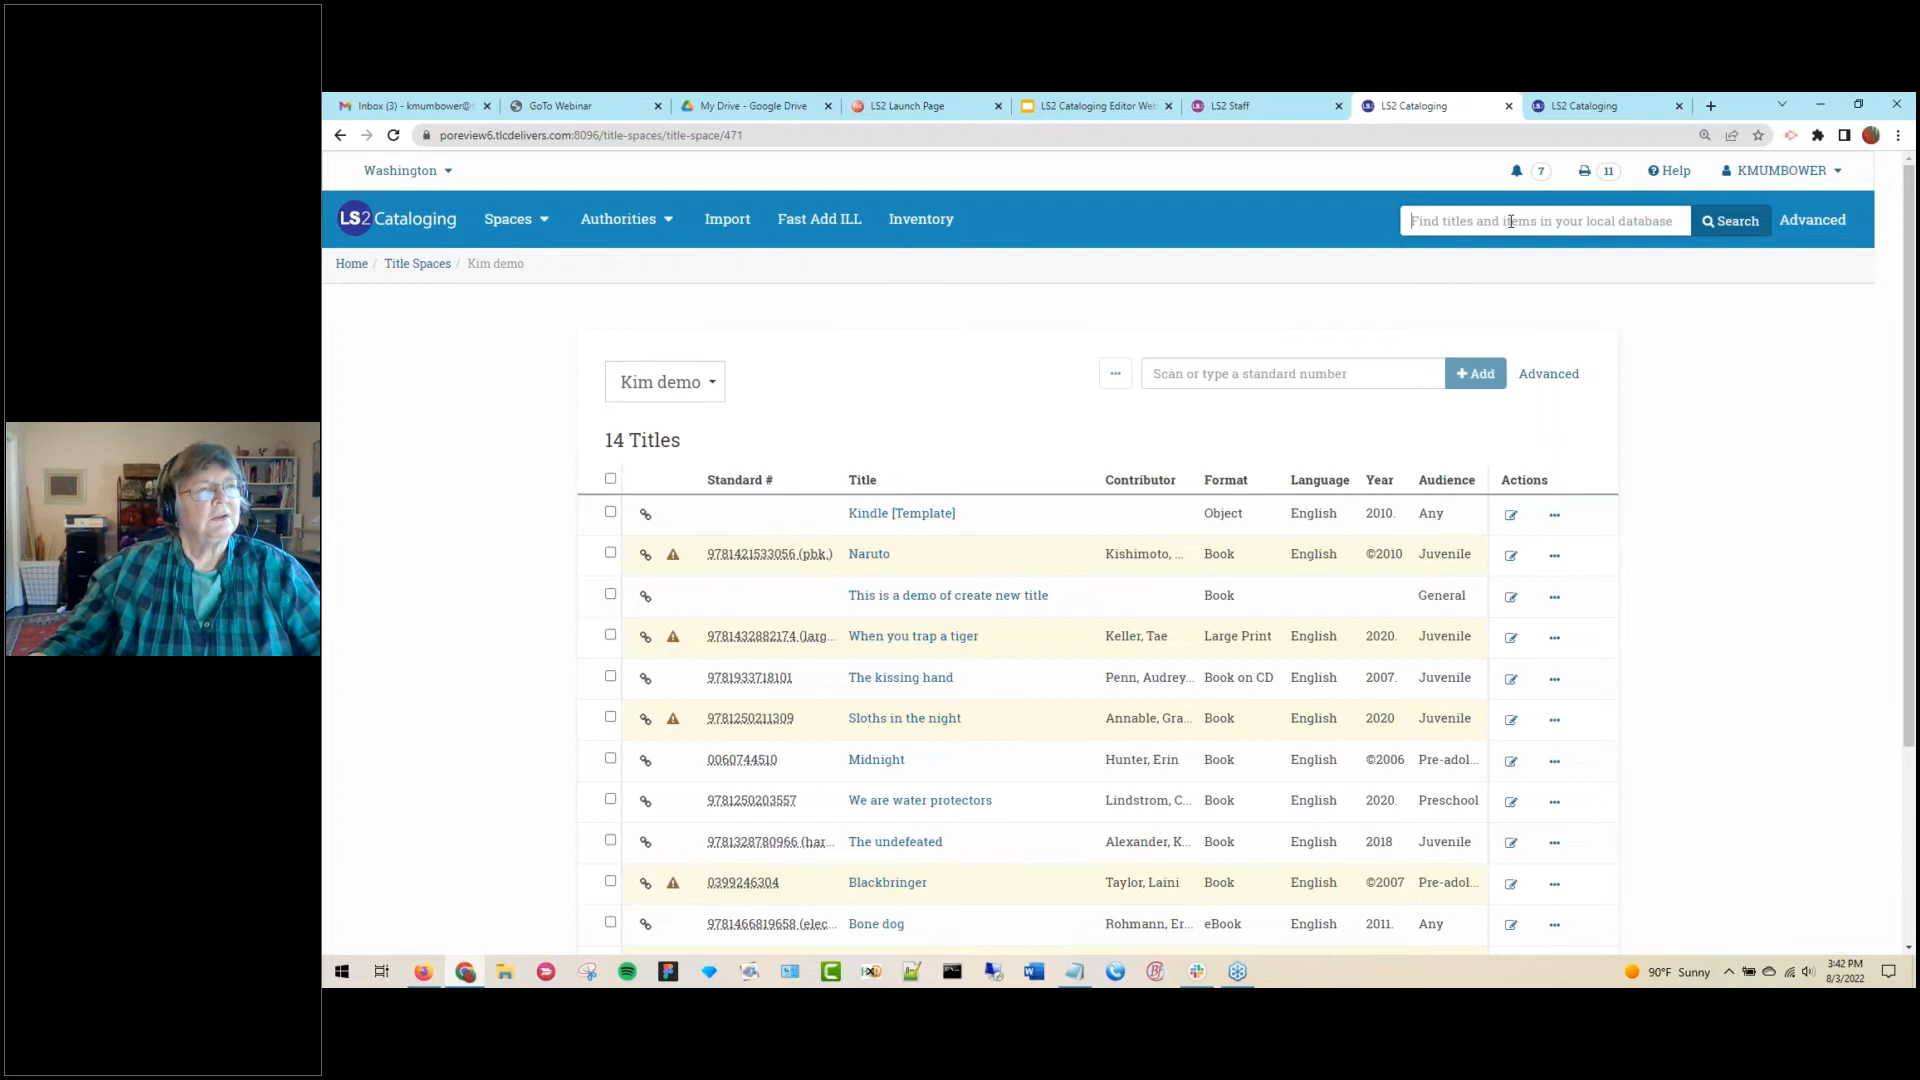 Inbox (3) - kmumbower@
GoTo Webinar
My Drive - Google Drive
LS2 Launch Page
LS2 Cataloging Editor Web
LS2 Staff
LS2 Cataloging
LS2 Cataloging
poreview6.tlcdelivers.com:8096/title-spaces/title-space/471
Washington
7
11
Help
KMUMBOWER
LS2 Cataloging
Spaces
Authorities
Import
Fast Add ILL
Inventory
Find titles and items in your local database
Search
Advanced
Home / Title Spaces / Kim demo
Kim demo
Scan or type a standard number
+ Add
Advanced
14 Titles
Standard # Title Contributor Format Language Year Audience Actions
Kindle [Template] Object English 2010. Any
9781421533056 (pbk.) Naruto Kishimoto, ... Book English ©2010 Juvenile
This is a demo of create new title Book General
9781432882174 (larg... When you trap a tiger Keller, Tae Large Print English 2020. Juvenile
9781933718101 The kissing hand Penn, Audrey... Book on CD English 2007. Juvenile
9781250211309 Sloths in the night Annable, Gra... Book English 2020 Juvenile
0060744510 Midnight Hunter, Erin Book English ©2006 Pre-adol...
9781250203557 We are water protectors Lindstrom, C... Book English 2020. Preschool
9781328780966 (har... The undefeated Alexander, K... Book English 2018 Juvenile
0399246304 Blackbringer Taylor, Laini Book English ©2007 Pre-adol...
9781466819658 (elec... Bone dog Rohmann, Er... eBook English 2011. Any
90°F Sunny
3:42 PM
8/3/2022